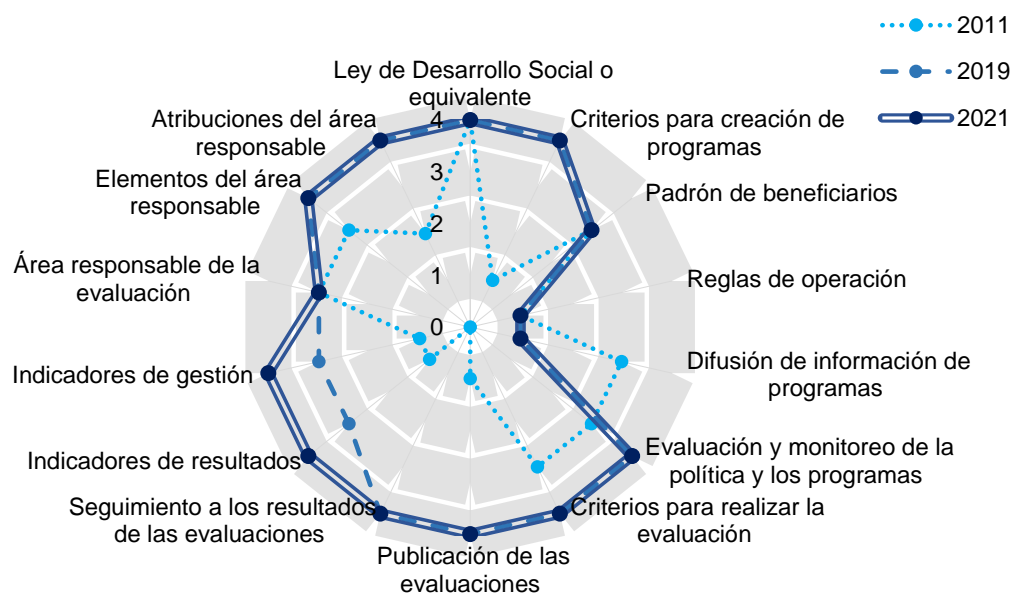 2011
2019
2021
Ley de Desarrollo Social o
equivalente
Criterios para creación de
programas
Padrón de beneficiarios
Reglas de operación
Difusión de información de
programas
Evaluación y monitoreo de la
política y los programas
Criterios para realizar la
evaluación
Publicación de las
evaluaciones
Seguimiento a los resultados
de las evaluaciones
Indicadores de resultados
Indicadores de gestión
Área responsable de la
evaluación
Elementos del área
responsable
Atribuciones del área
responsable
4
3
2
1
0